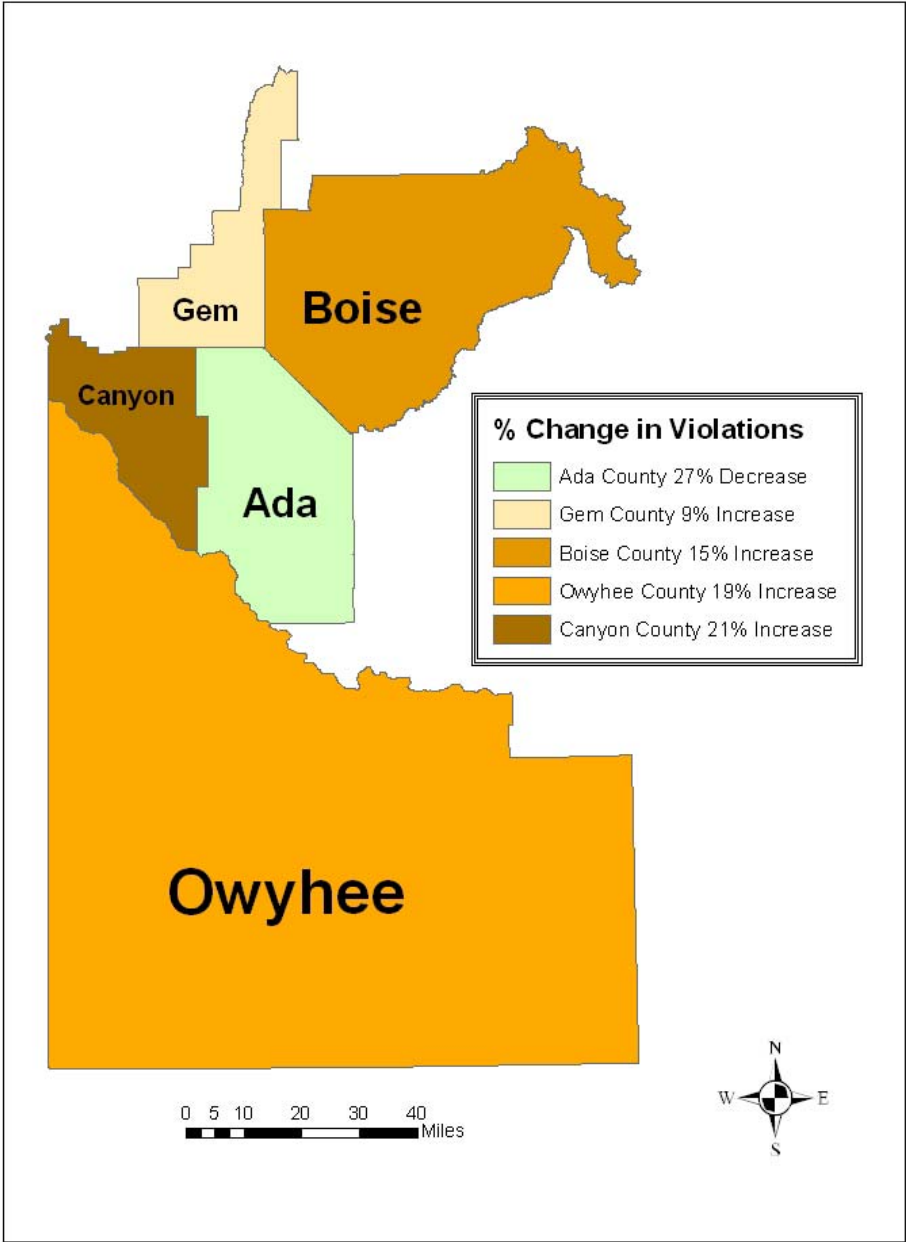 Gem
Boise
Canyon
Ada
Owyhee
% Change in Violations
Ada County 27% Decrease
Gem County 9% Increase
Boise County 15% Increase
Owyhee County 19% Increase
Canyon County 21% Increase
0 5 10 20 30 40
Miles
N
W E
S